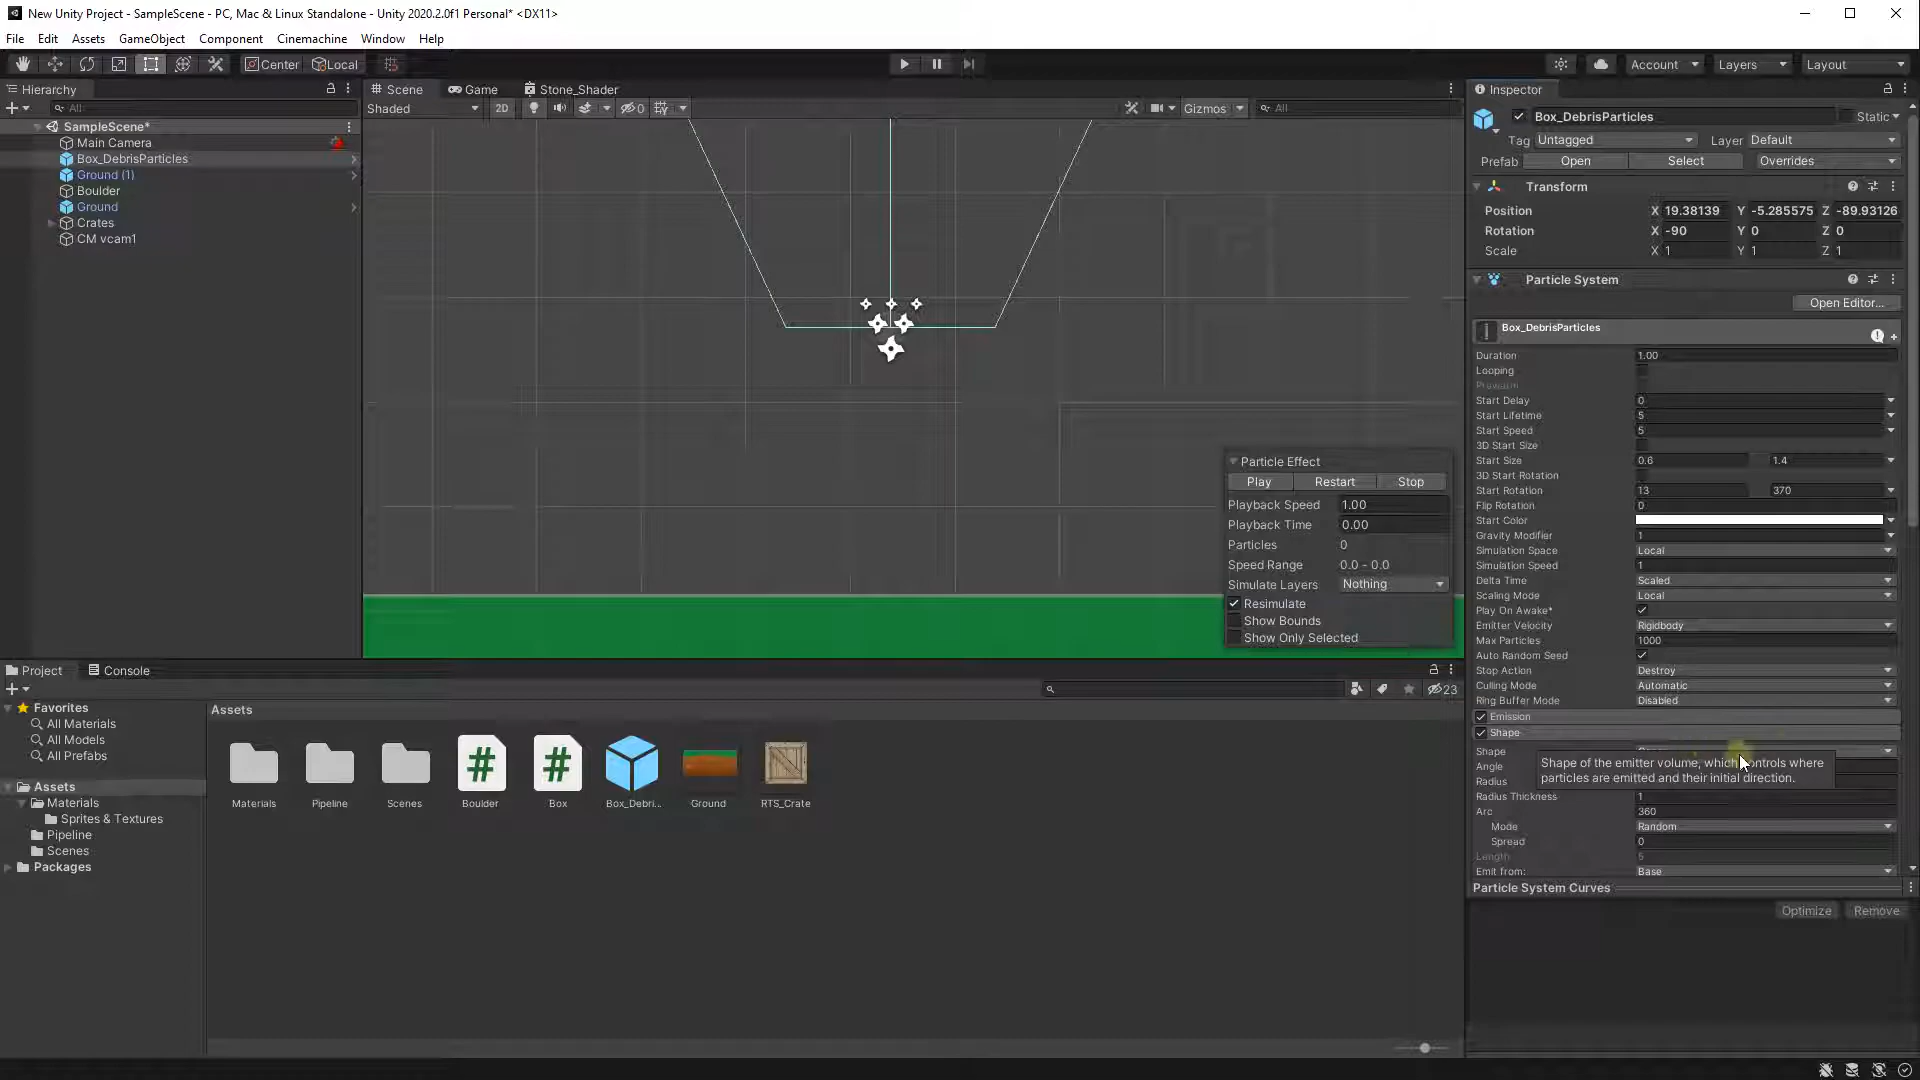 New Unity Project - SampleScene - PC, Mac & Linux Standalone - Unity 2020.2.0f1 Personal* <DX11>
File Edit Assets GameObject Component Cinemachine Window Help
Center Local Account Layers Layout
Hierarchy
All
SampleScene*
Main Camera
Box_DebrisParticles
Ground (1)
Boulder
Ground
Crates
CM vcam1
Scene Game Stone_Shader
Shaded 2D 0 Gizmos All
Particle Effect
Play Restart Stop
Playback Speed 1.00
Playback Time 0.00
Particles 0
Speed Range 0.0 - 0.0
Simulate Layers Nothing
Resimulate
Show Bounds
Show Only Selected
Inspector
Box_DebrisParticles Static
Tag Untagged Layer Default
Prefab Open Select Overrides
Transform
Position X 19.38139 Y -5.285575 Z -89.93126
Rotation X -90 Y 0 Z 0
Scale X 1 Y 1 Z 1
Particle System
Open Editor...
Box_DebrisParticles
Duration 1.00
Looping
Prewarm
Start Delay 0
Start Lifetime 5
Start Speed 5
3D Start Size
Start Size 0.6 1.4
3D Start Rotation
Start Rotation 13 370
Flip Rotation 0
Start Color
Gravity Modifier 1
Simulation Space Local
Simulation Speed 1
Delta Time Scaled
Scaling Mode Local
Play On Awake*
Emitter Velocity Rigidbody
Max Particles 1000
Auto Random Seed
Stop Action Destroy
Culling Mode Automatic
Ring Buffer Mode Disabled
Emission
Shape
Shape
Angle
Radius
Shape of the emitter volume, which controls where
particles are emitted and their initial direction.
Radius Thickness 1
Arc 360
Mode Random
Spread 0
Length 5
Emit from: Base
Particle System Curves
Optimize Remove
Project Console
23
Favorites
All Materials
All Models
All Prefabs
Assets
Materials
Sprites & Textures
Pipeline
Scenes
Packages
Assets
Materials Pipeline Scenes Boulder Box Box_Debri... Ground RTS_Crate